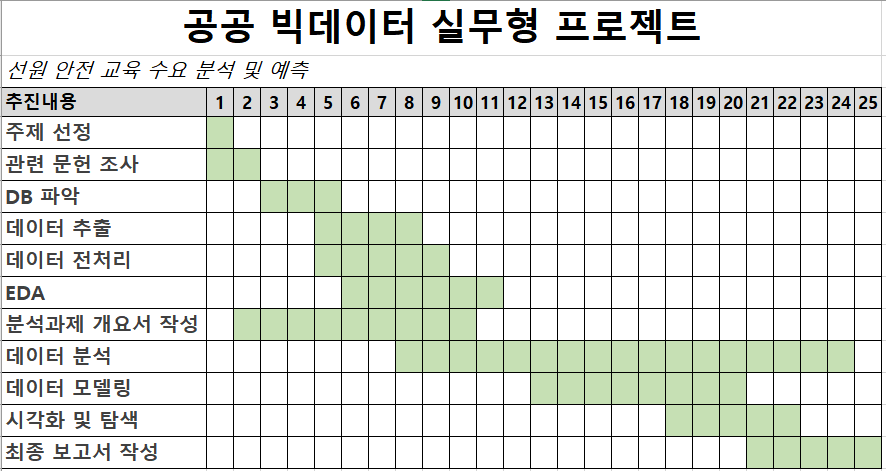 공공 빅데이터 실무형 프로젝트
선원 안전 교육 수요 분석 및 예측
추진내용 1 2 3 4 5 6 7 8 9 10 11 12 13 14 15 16 17 18 19 20 21 22 23 24 25
주제 선정
관련 문헌 조사
DB 파악
데이터 추출
데이터 전처리
EDA
분석과제 개요서 작성
데이터 분석
데이터 모델링
시각화 및 탐색
최종 보고서 작성